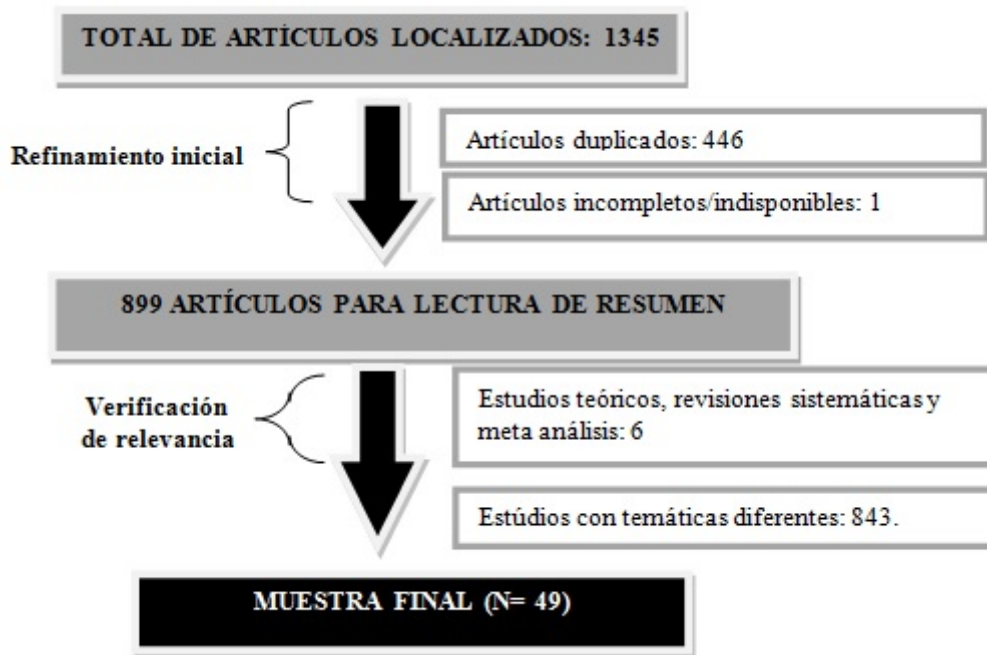 TOTAL DE ARTÍCULOS LOCALIZADOS: 1345
Refinamiento inicial
Artículos duplicados: 446
Artículos incompletos/indisponibles: 1
899 ARTÍCULOS PARA LECTURA DE RESUMEN
Verificación
de relevancia
Estudios teóricos, revisiones sistemáticas y
meta análisis: 6
Estúdios con temáticas diferentes: 843.
MUESTRA FINAL (N= 49)